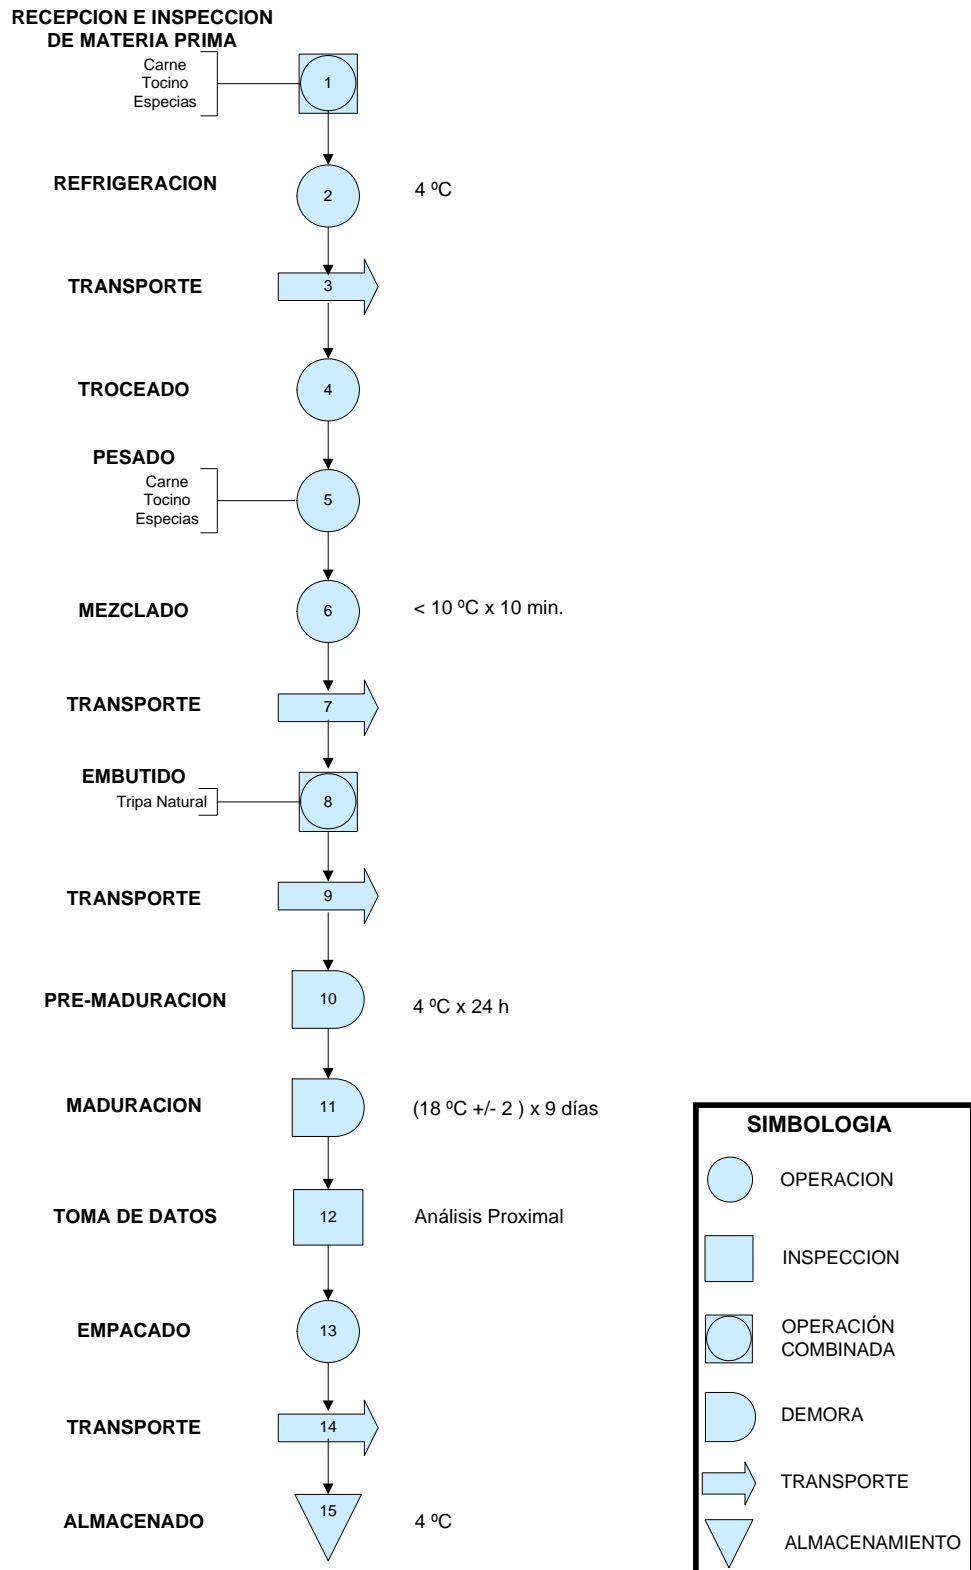 RECEPCION E INSPECCION
DE MATERIA PRIMA
Carne
Tocino
Especias
1
REFRIGERACION
2
4 ºC
TRANSPORTE
3
TROCEADO
4
PESADO
Carne
Tocino
Especias
5
MEZCLADO
6
< 10 ºC x 10 min.
TRANSPORTE
7
EMBUTIDO
Tripa Natural
8
TRANSPORTE
9
PRE-MADURACION
10
4 ºC x 24 h
MADURACION
11
(18 ºC +/- 2 ) x 9 días
TOMA DE DATOS
12
Análisis Proximal
EMPACADO
13
TRANSPORTE
14
ALMACENADO
15
4 ºC
SIMBOLOGIA
OPERACION
INSPECCION
OPERACIÓN
COMBINADA
DEMORA
TRANSPORTE
ALMACENAMIENTO